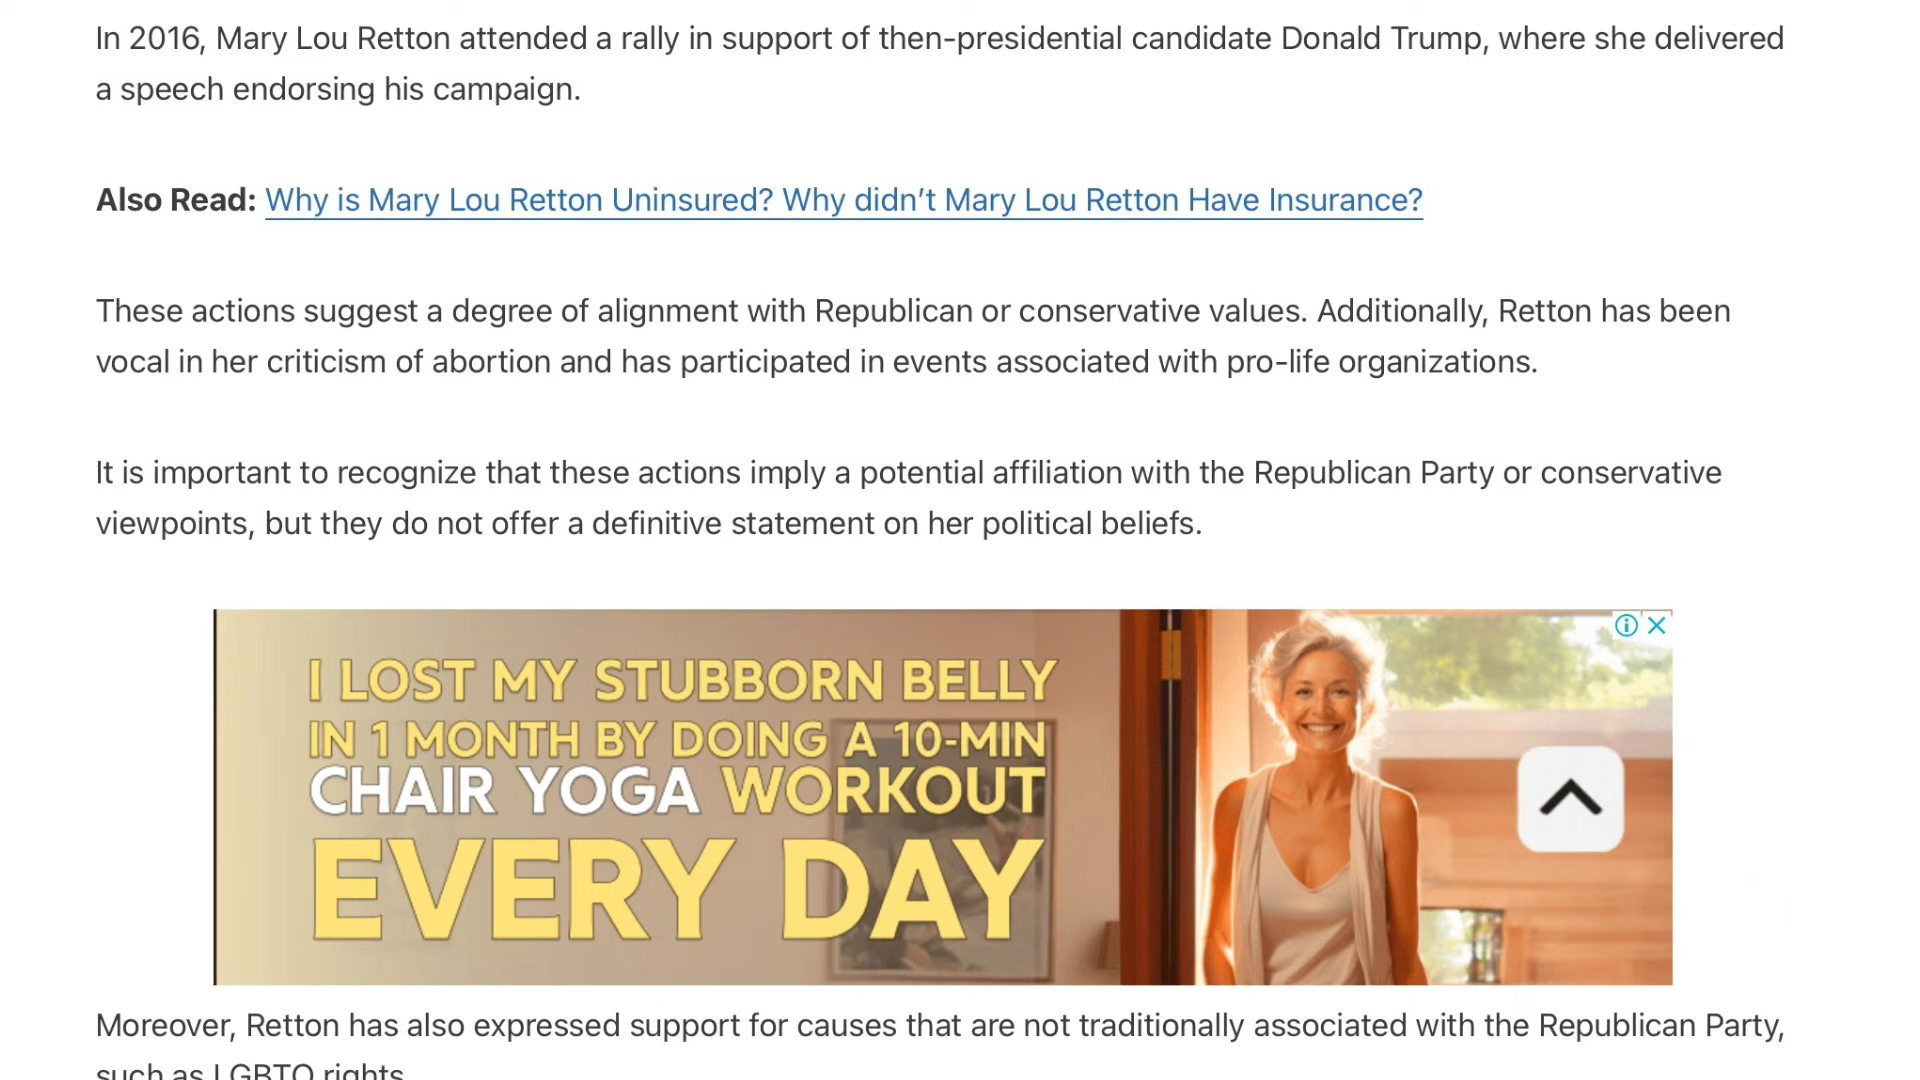 In 2016, Mary Lou Retton attended a rally in support of then-presidential candidate Donald Trump, where she delivered
a speech endorsing his campaign.
Also Read: Why is Mary Lou Retton Uninsured? Why didn’t Mary Lou Retton Have Insurance?
These actions suggest a degree of alignment with Republican or conservative values. Additionally, Retton has been
vocal in her criticism of abortion and has participated in events associated with pro-life organizations.
It is important to recognize that these actions imply a potential affiliation with the Republican Party or conservative
viewpoints, but they do not offer a definitive statement on her political beliefs.
I LOST MY STUBBORN BELLY
IN 1 MONTH BY DOING A 10-MIN
CHAIR YOGA WORKOUT
EVERY DAY
Moreover, Retton has also expressed support for causes that are not traditionally associated with the Republican Party,
such as LGBTQ rights